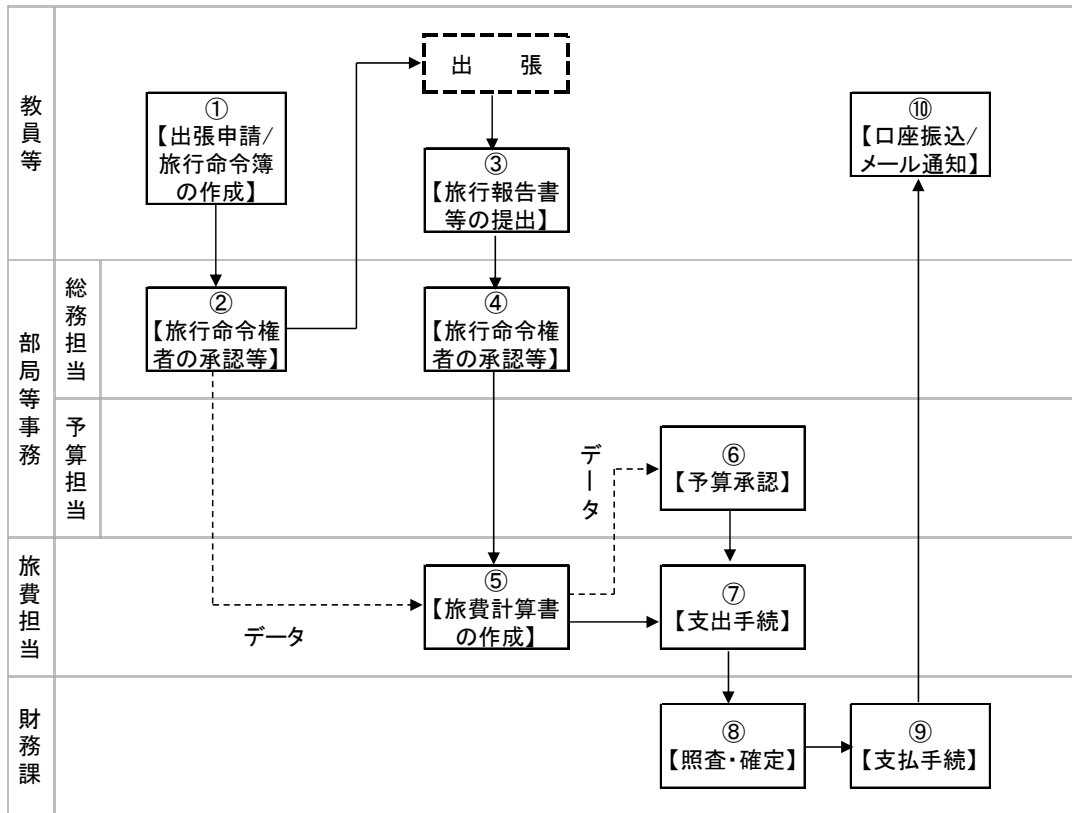 教員等
出　　張
①
【出張申請/
旅行命令簿
の作成】
③
【旅行報告書
等の提出】
⑩
【口座振込/
メール通知】
部局等事務
総務担当
②
【旅行命令権
者の承認等】
④
【旅行命令権
者の承認等】
予算担当
データ
⑥
【予算承認】
旅費担当
データ
⑤
【旅費計算書
の作成】
⑦
【支出手続】
財務課
⑧
【照査・確定】
⑨
【支払手続】